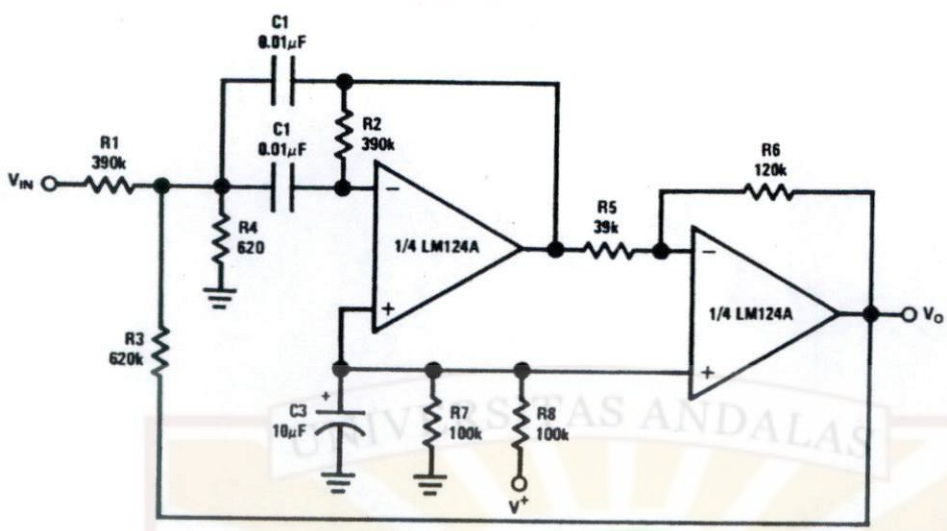 C1
0.01μF
C1
0.01μF
R2
390k
R1
390k
VIN
R4
620
R3
620k
1/4 LM124A
R5
39k
R6
120k
1/4 LM124A
VO
C3
10μF
R7
100k
R8
100k
V+
UNIVERSITAS ANDALAS